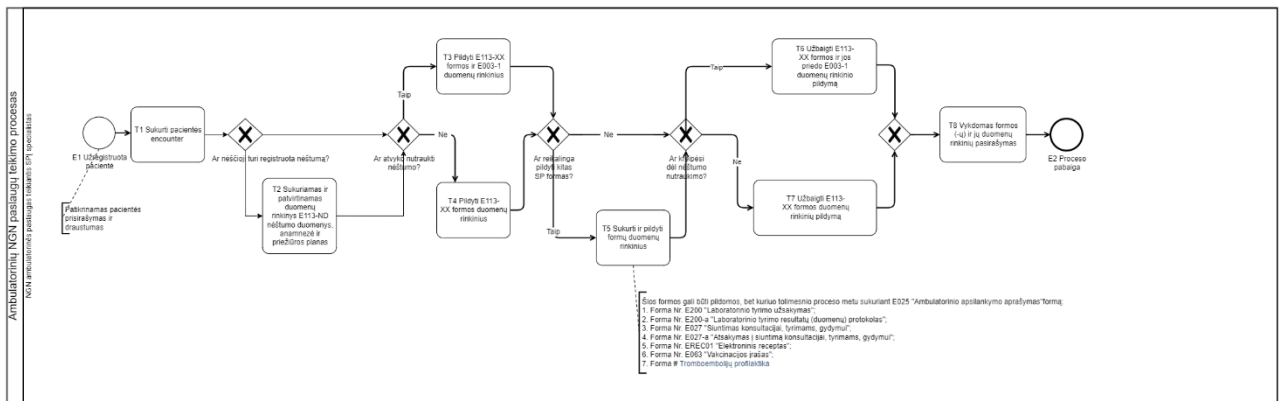 Ambulatorinių NGN paslaugų teikimo procesas
NGN ambulatorinės paslaugas teikiantis SPĮ specialistas
E1 Užregistruota
pacientė
Patikrinamas pacientės
prisirašymas ir
draustumas
T1 Sukurti pacientės
encounter
Ar nėščioji turi registruotą nėštumą?
T2 Sukuriamas ir
patvirtinamas
duomenų
rinkinys E113-ND
nėštumo duomenys,
anamnezė ir
priežiūros planas
Ar atvyko nutraukti
nėštumo?
Taip
Ne
T3 Pildyti E113-XX
formos ir E003-1
duomenų rinkinius
T4 Pildyti E113-
XX formos duomenų
rinkinius
Ar reikalinga
pildyti kitas
SP formas?
Ne
Taip
T5 Sukurti ir pildyti
formų duomenų
rinkinius
Šios formos gali būti pildomos, bet kuriuo tolimesnio proceso metu sukuriant E025 "Ambulatorinio apsilankymo aprašymas"formą:
1. Forma Nr. E200 "Laboratorinio tyrimo užsakymas";
2. Forma Nr. E200-a "Laboratorinio tyrimo rezultatų (duomenų) protokolas";
3. Forma Nr. E027 "Siuntimas konsultacijai, tyrimams, gydymui";
4. Forma Nr. E027-a "Atsakymas į siuntimą konsultacijai, tyrimams, gydymui";
5. Forma Nr. EREC01 "Elektroninis receptas";
6. Forma Nr. E063 "Vakcinacijos įrašas";
7. Forma # Tromboembolijų profilaktika
Ar kreipėsi
dėl nėštumo
nutraukimo?
Taip
Ne
T6 Užbaigti E113-
XX formos ir jos
priedo E003-1
duomenų rinkinio
pildymą
T7 Užbaigti E113-
XX formos duomenų
rinkinių pildymą
T8 Vykdomas formos
(-ų) ir jų duomenų
rinkinių pasirašymas
E2 Proceso
pabaiga